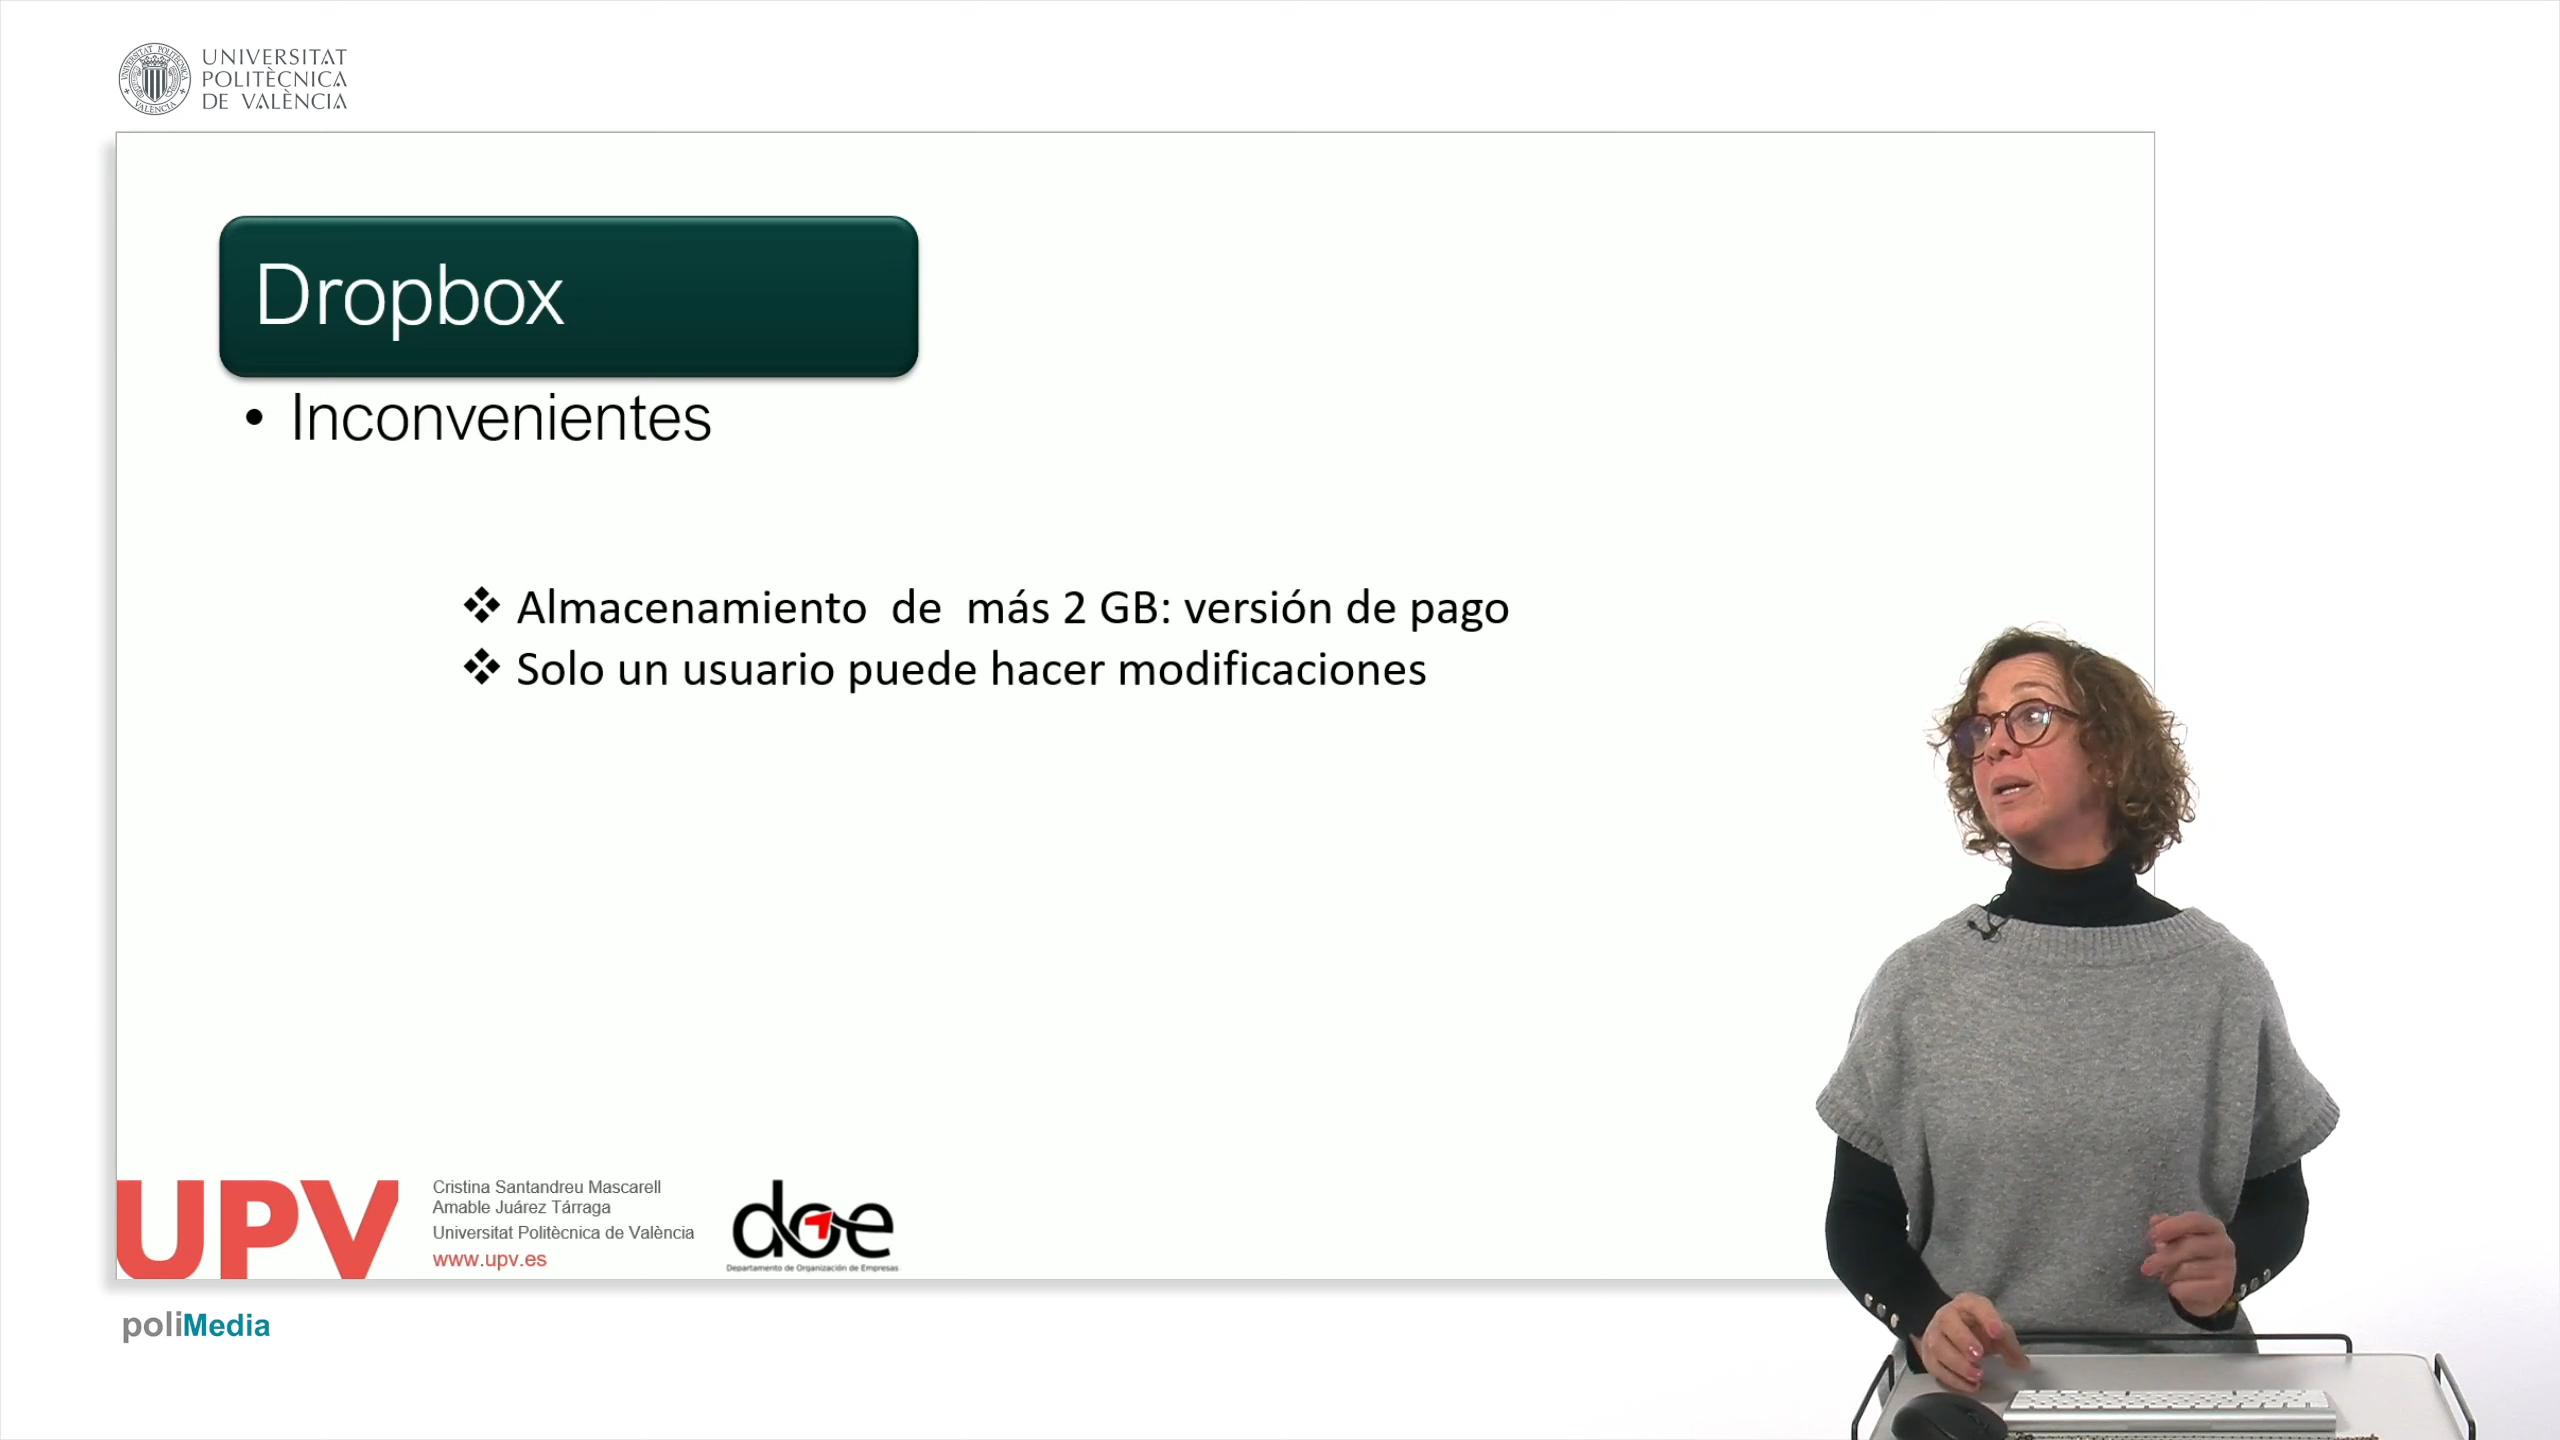 UNIVERSITAT
POLITÈCNICA
DE VALÈNCIA
Dropbox
• Inconvenientes
❖ Almacenamiento de más 2 GB: versión de pago
❖ Solo un usuario puede hacer modificaciones
UPV
Cristina Santandreu Mascarell
Amable Juárez Tárraga
Universitat Politècnica de València
www.upv.es
doe
Departamento de Organización de Empresas
poliMedia